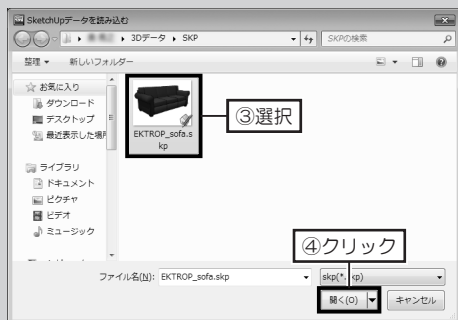 SketchUpデータを読み込む
3Dデータ ▸ SKP
SKPの検索
整理 ▼ 新しいフォルダー
お気に入り
ダウンロード
デスクトップ
最近表示した場所
ライブラリ
ドキュメント
ピクチャ
ビデオ
ミュージック
EKTROP_sofa.s
kp
③選択
④クリック
ファイル名(N): EKTROP_sofa.skp
skp(*. kp)
開く(O)
キャンセル